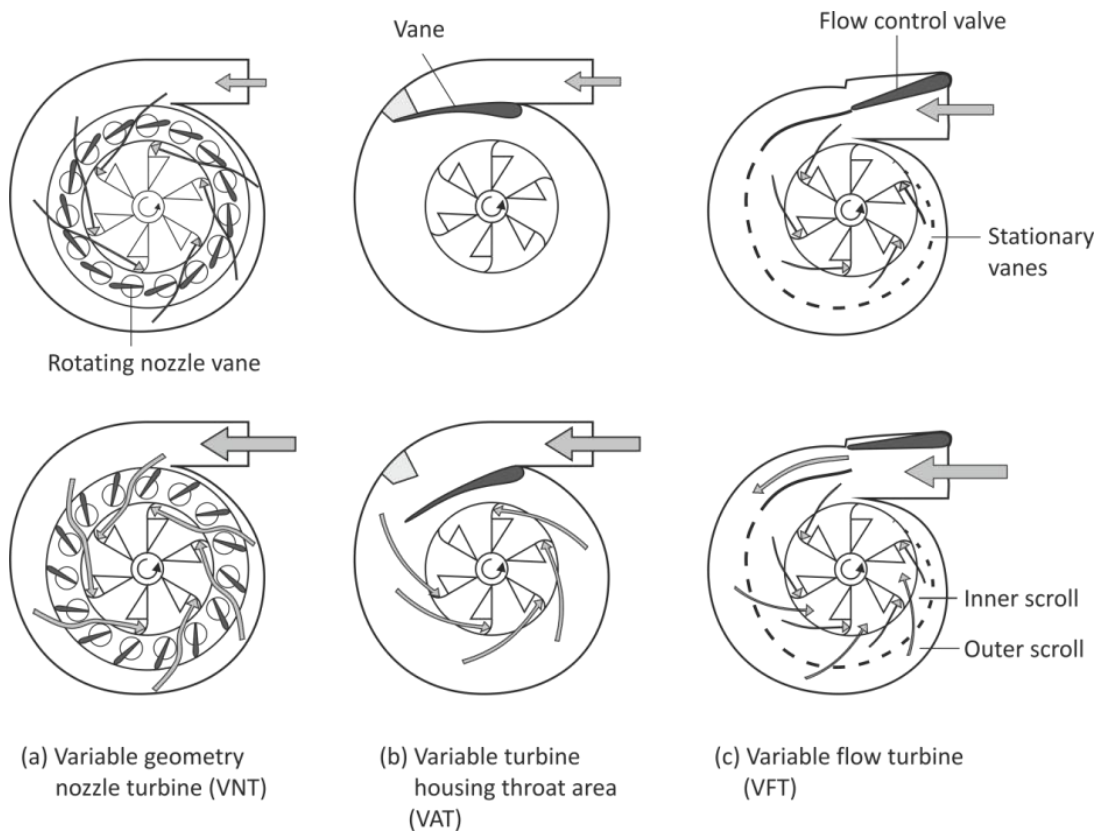 Vane
Flow control valve
Stationary
vanes
Rotating nozzle vane
Inner scroll
Outer scroll
(a) Variable geometry
nozzle turbine (VNT)
(b) Variable turbine
housing throat area
(VAT)
(c) Variable flow turbine
(VFT)